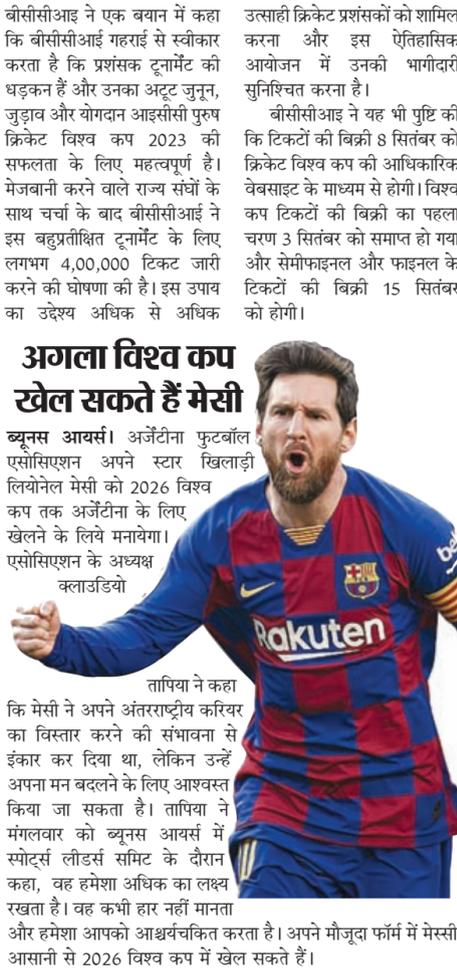 बीसीसीआइ ने एक बयान में कहा
कि बीसीसीआई गहराई से स्वीकार
करता है कि प्रशंसक टूनार्मेंट की
धड़कन हैं और उनका अटूट जुनून,
जुड़ाव और योगदान आइसीसी पुरुष
क्रिकेट विश्व कप 2023 की
सफलता के लिए महत्वपूर्ण है।
मेजबानी करने वाले राज्य संघों के
साथ चर्चा के बाद बीसीसीआई ने
इस बहुप्रतीक्षित टूनार्मेंट के लिए
लगभग 4,00,000 टिकट जारी
करने की घोषणा की है। इस उपाय
का उद्देश्य अधिक से अधिक
उत्साही क्रिकेट प्रशंसकों को शामिल
करना और इस ऐतिहासिक
आयोजन में उनकी भागीदारी
सुनिश्चित करना है।
बीसीसीआइ ने यह भी पुष्टि की
कि टिकटों की बिक्री 8 सितंबर को
क्रिकेट विश्व कप की आधिकारिक
वेबसाइट के माध्यम से होगी। विश्व
कप टिकटों की बिक्री का पहला
चरण 3 सितंबर को समाप्त हो गया
और सेमीफाइनल और फाइनल के
टिकटों की बिक्री 15 सितंबर
को होगी।
अगला विश्व कप
खेल सकते हैं मेसी
ब्यूनस आयर्स। अर्जेंटीना फुटबॉल
एसोसिएशन अपने स्टार खिलाड़ी
लियोनेल मेसी को 2026 विश्व
कप तक अर्जेंटीना के लिए
खेलने के लिये मनायेगा।
एसोसिएशन के अध्यक्ष
क्लाउडियो
तापिया ने कहा
कि मेसी ने अपने अंतरराष्ट्रीय करियर
का विस्तार करने की संभावना से
इंकार कर दिया था, लेकिन उन्हें
अपना मन बदलने के लिए आश्वस्त
किया जा सकता है। तापिया ने
मंगलवार को ब्यूनस आयर्स में
स्पोर्ट्स लीडर्स समिट के दौरान
कहा, वह हमेशा अधिक का लक्ष्य
रखता है। वह कभी हार नहीं मानता
और हमेशा आपको आश्चर्यचकित करता है। अपने मौजूदा फॉर्म में मेस्सी
आसानी से 2026 विश्व कप में खेल सकते हैं।
Rakuten